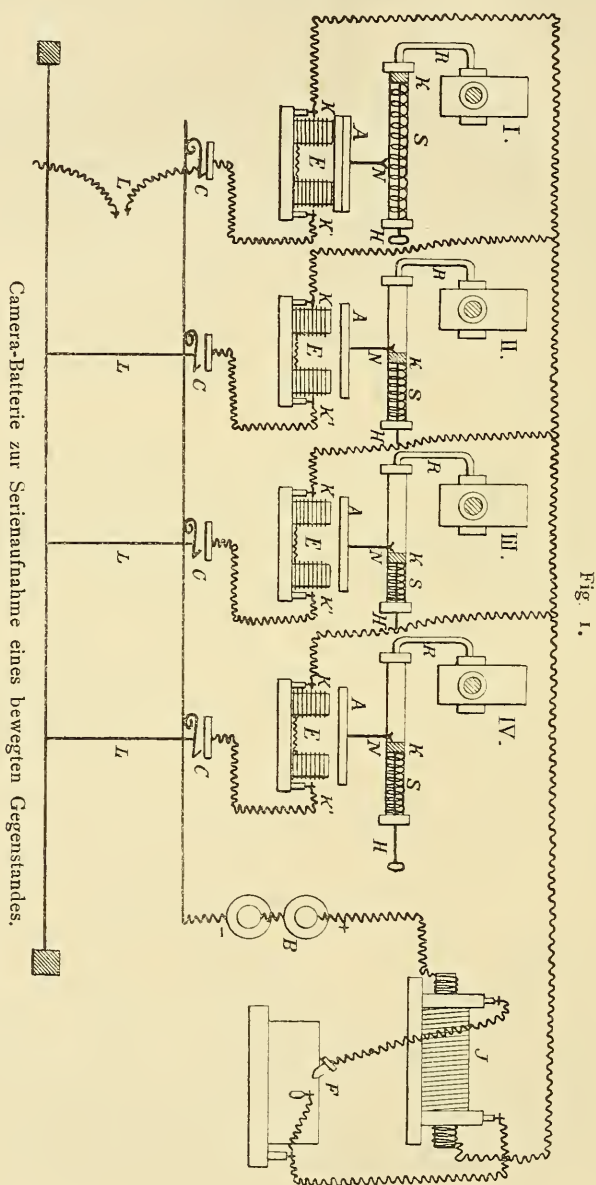 Fig. 1.
I.
R
K
S
H
N
A
K
E
K'
C
L
II.
R
K
S
H
N
A
K
E
K'
C
L
III.
R
K
S
H
N
A
K
E
K'
C
L
IV.
R
K
S
H
N
A
K
E
K'
C
L
J
+
B
-
F
Camera-Batterie zur Serienaufnahme eines bewegten Gegenstandes.